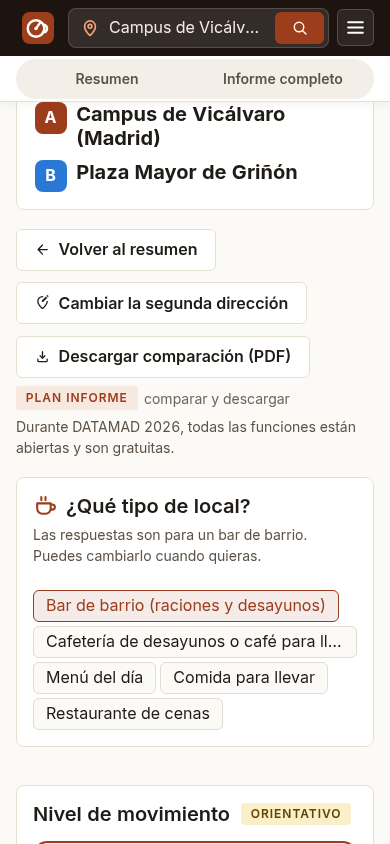 Campus de Vicálv...
Resumen
Informe completo
A Campus de Vicálvaro
(Madrid)
B Plaza Mayor de Griñón
Volver al resumen
Cambiar la segunda dirección
Descargar comparación (PDF)
PLAN INFORME comparar y descargar
Durante DATAMAD 2026, todas las funciones están
abiertas y son gratuitas.
¿Qué tipo de local?
Las respuestas son para un bar de barrio.
Puedes cambiarlo cuando quieras.
Bar de barrio (raciones y desayunos)
Cafetería de desayunos o café para ll...
Menú del día
Comida para llevar
Restaurante de cenas
Nivel de movimiento ORIENTATIVO